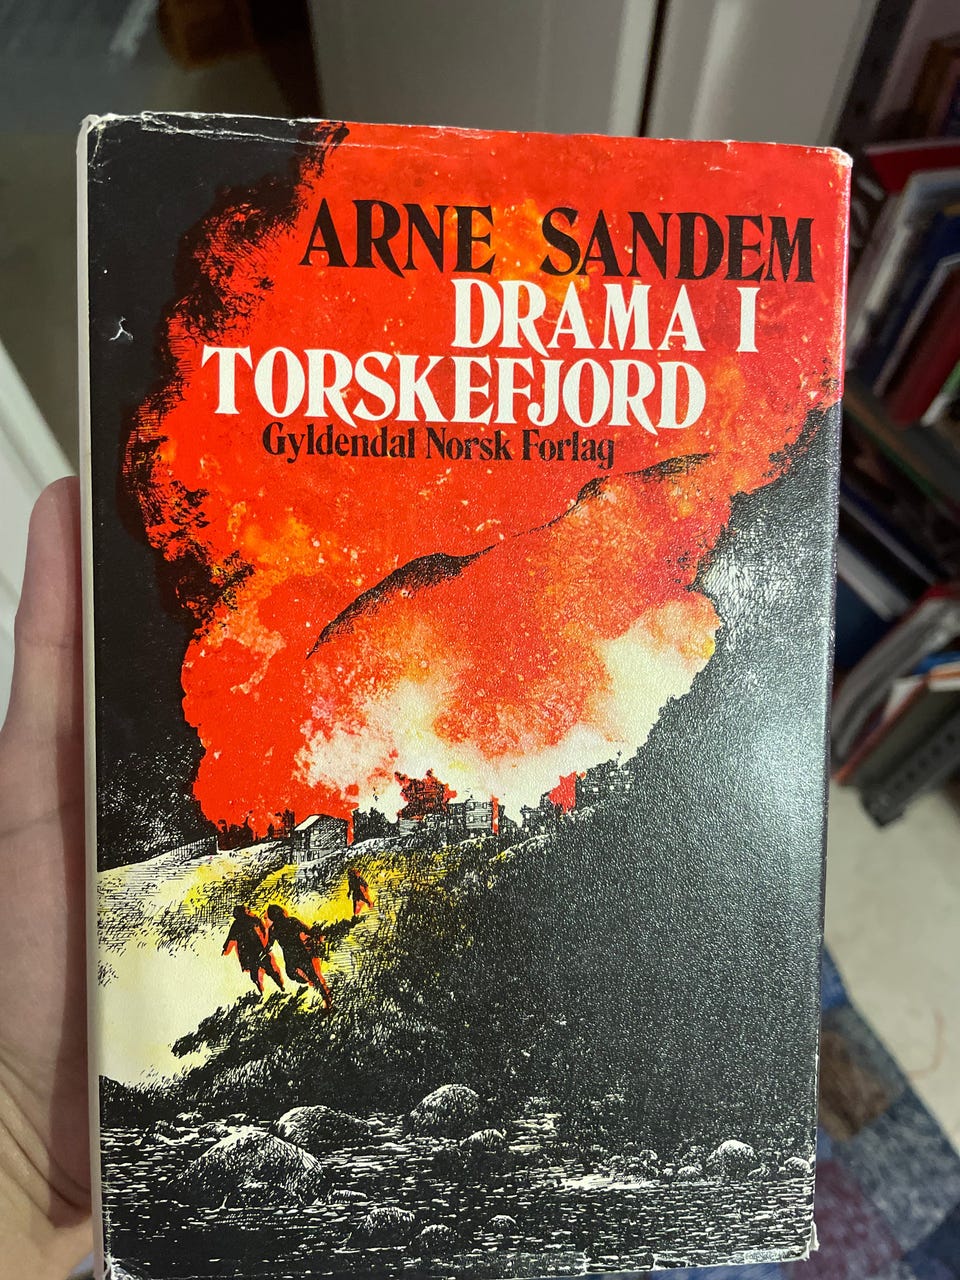 ARNE SANDEM
DRAMA I
TORSKEFJORD
Gyldendal Norsk Forlag